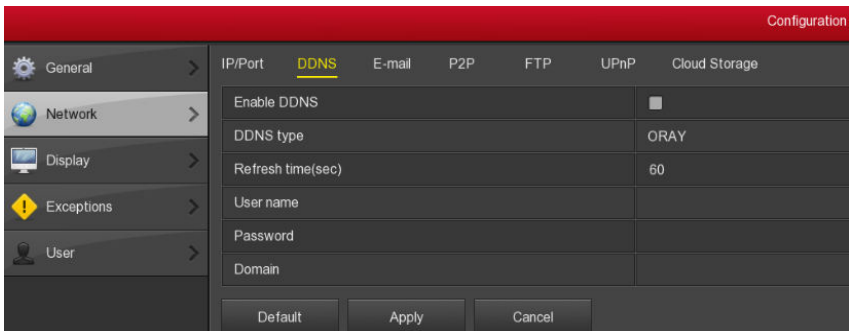 Configuration
General
Network
Display
Exceptions
User
IP/Port DDNS E-mail P2P FTP UPnP Cloud Storage
Enable DDNS
DDNS type ORAY
Refresh time(sec) 60
User name
Password
Domain
Default Apply Cancel